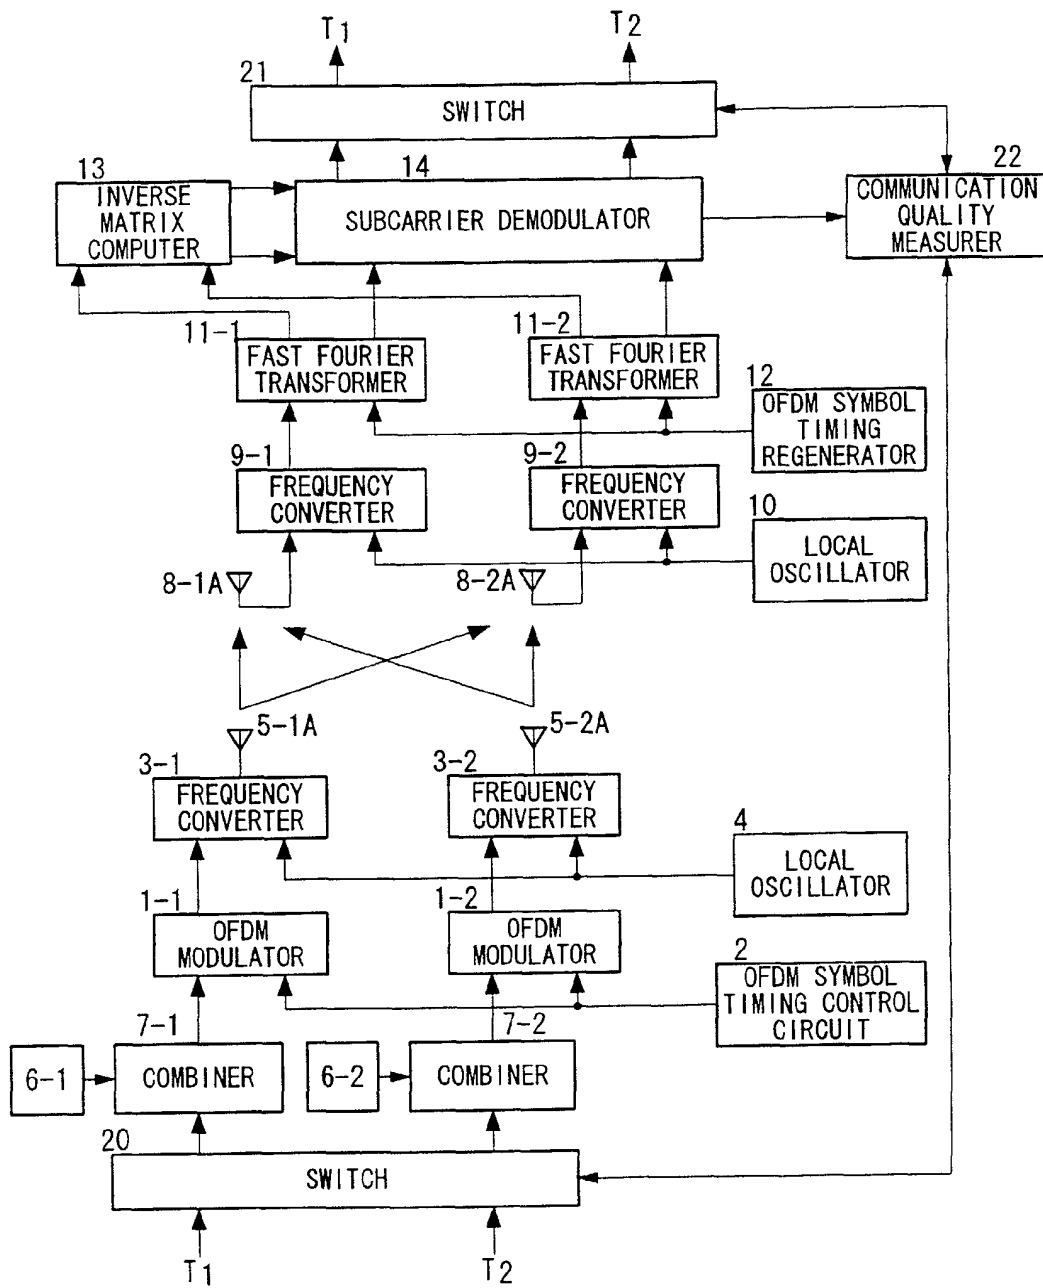 T1
T2
21
SWITCH
13
14
22
INVERSE
MATRIX
COMPUTER
SUBCARRIER DEMODULATOR
COMMUNICATION
QUALITY
MEASURER
11-1
11-2
FAST FOURIER
TRANSFORMER
FAST FOURIER
TRANSFORMER
12
OFDM SYMBOL
TIMING
REGENERATOR
9-1
9-2
FREQUENCY
CONVERTER
FREQUENCY
CONVERTER
10
LOCAL
OSCILLATOR
8-1A
8-2A
5-1A
5-2A
3-1
3-2
FREQUENCY
CONVERTER
FREQUENCY
CONVERTER
4
LOCAL
OSCILLATOR
1-1
1-2
OFDM
MODULATOR
OFDM
MODULATOR
2
OFDM SYMBOL
TIMING CONTROL
CIRCUIT
7-1
7-2
6-1
COMBINER
6-2
COMBINER
20
SWITCH
T1
T2